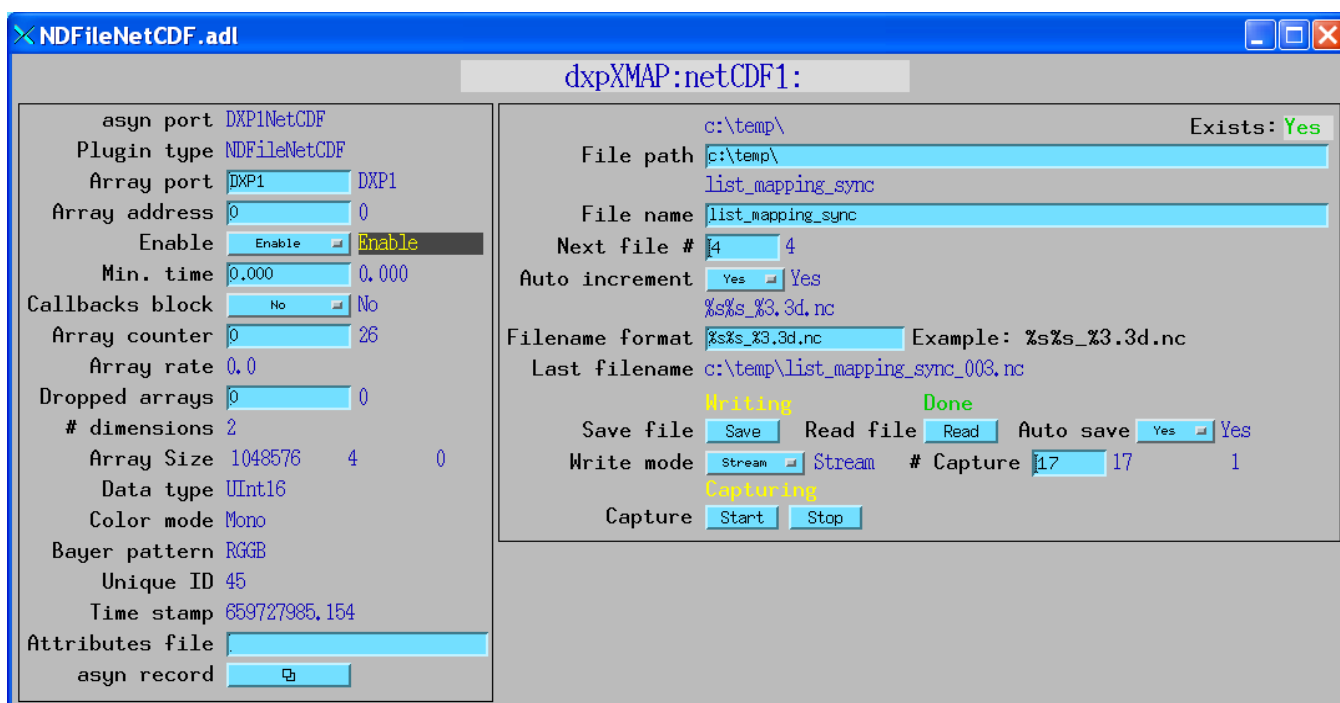 NDFileNetCDF.adl
dxpXMAP:netCDF1:
asyn port DXP1NetCDF
Plugin type NDFileNetCDF
Array port DXP1 DXP1
Array address 0 0
Enable Enable Enable
Min. time 0.000 0.000
Callbacks block No No
Array counter 0 26
Array rate 0.0
Dropped arrays 0 0
# dimensions 2
Array Size 1048576 4 0
Data type UInt16
Color mode Mono
Bayer pattern RGGB
Unique ID 45
Time stamp 659727985.154
Attributes file
asyn record
c:\temp\ Exists: Yes
File path c:\temp\
list_mapping_sync
File name list_mapping_sync
Next file # 4 4
Auto increment Yes Yes
%s%s_%3.3d.nc
Filename format %s%s_%3.3d.nc Example: %s%s_%3.3d.nc
Last filename c:\temp\list_mapping_sync_003.nc
Writing Done
Save file Save Read file Read Auto save Yes Yes
Write mode Stream Stream # Capture 17 17 1
Capturing
Capture Start Stop